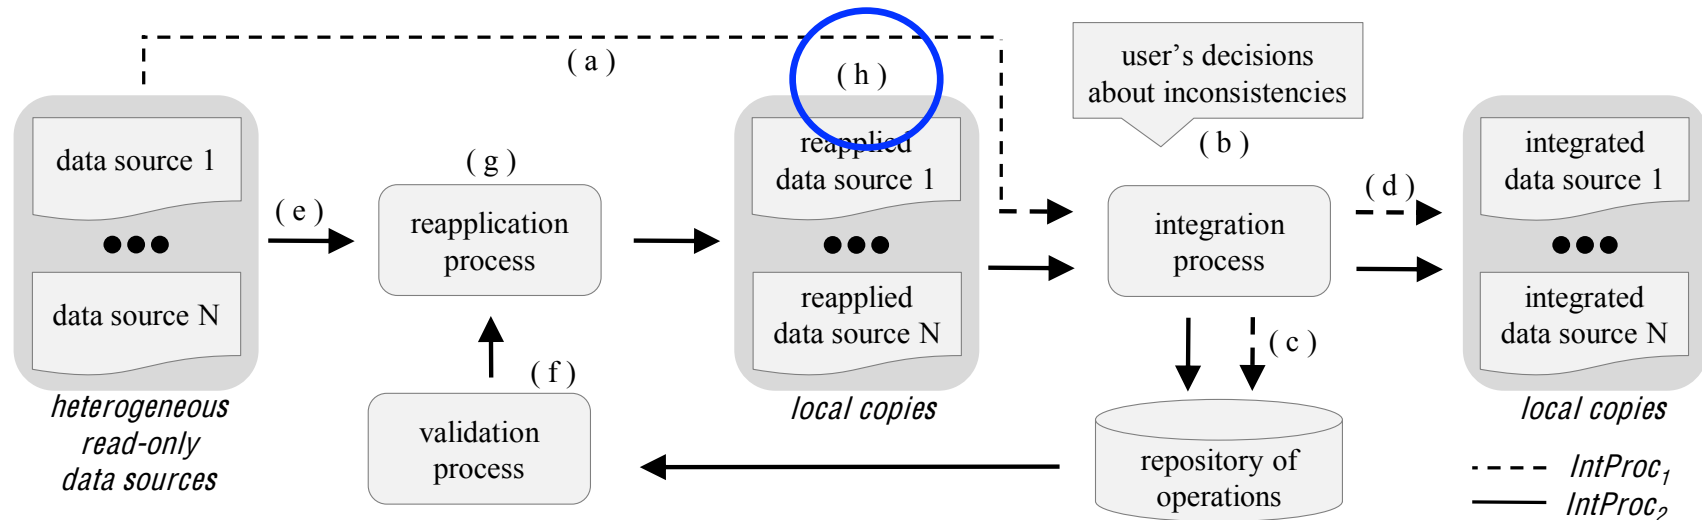 ( a )
( h )
user's decisions
about inconsistencies
( b )
data source 1
( e )
data source N
heterogeneous
read-only
data sources
( g )
reapplication
process
( f )
validation
process
reapplied
data source 1
reapplied
data source N
local copies
integration
process
( c )
repository of
operations
( d )
integrated
data source 1
integrated
data source N
local copies
IntProc1
IntProc2